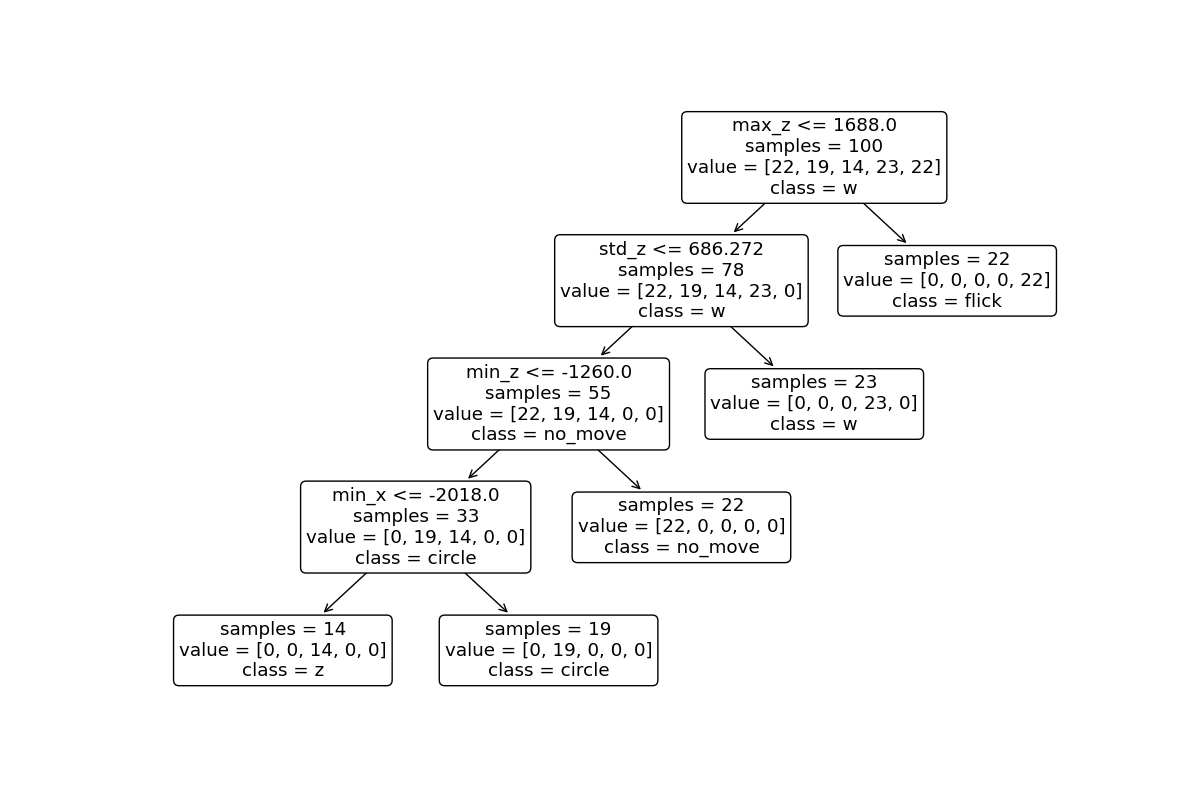 max_z <= 1688.0
samples = 100
value = [22, 19, 14, 23, 22]
class = w
std_z <= 686.272
samples = 78
value = [22, 19, 14, 23, 0]
class = w
samples = 22
value = [0, 0, 0, 0, 22]
class = flick
min_z <= -1260.0
samples = 55
value = [22, 19, 14, 0, 0]
class = no_move
samples = 23
value = [0, 0, 0, 23, 0]
class = w
min_x <= -2018.0
samples = 33
value = [0, 19, 14, 0, 0]
class = circle
samples = 22
value = [22, 0, 0, 0, 0]
class = no_move
samples = 14
value = [0, 0, 14, 0, 0]
class = z
samples = 19
value = [0, 19, 0, 0, 0]
class = circle